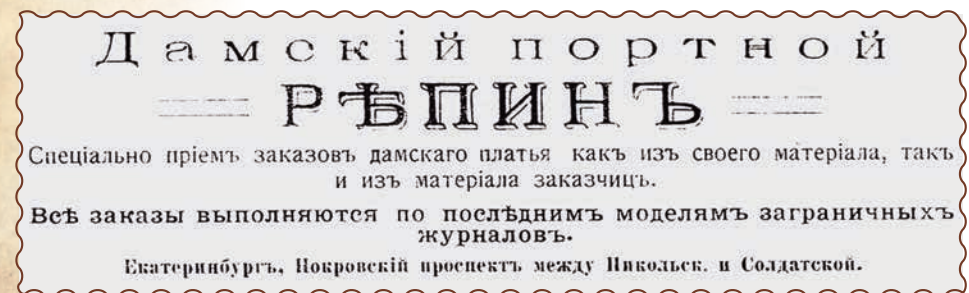 Дамскій портной
РѢПИНЪ
Спеціально пріемъ заказовъ дамскаго платья какъ изъ своего матеріала, такъ
и изъ матеріала заказчицъ.
Всѣ заказы выполняются по послѣднимъ моделямъ заграничныхъ
журналовъ.
Екатеринбургъ, Покровскій проспектъ между Никольск. и Солдатской.